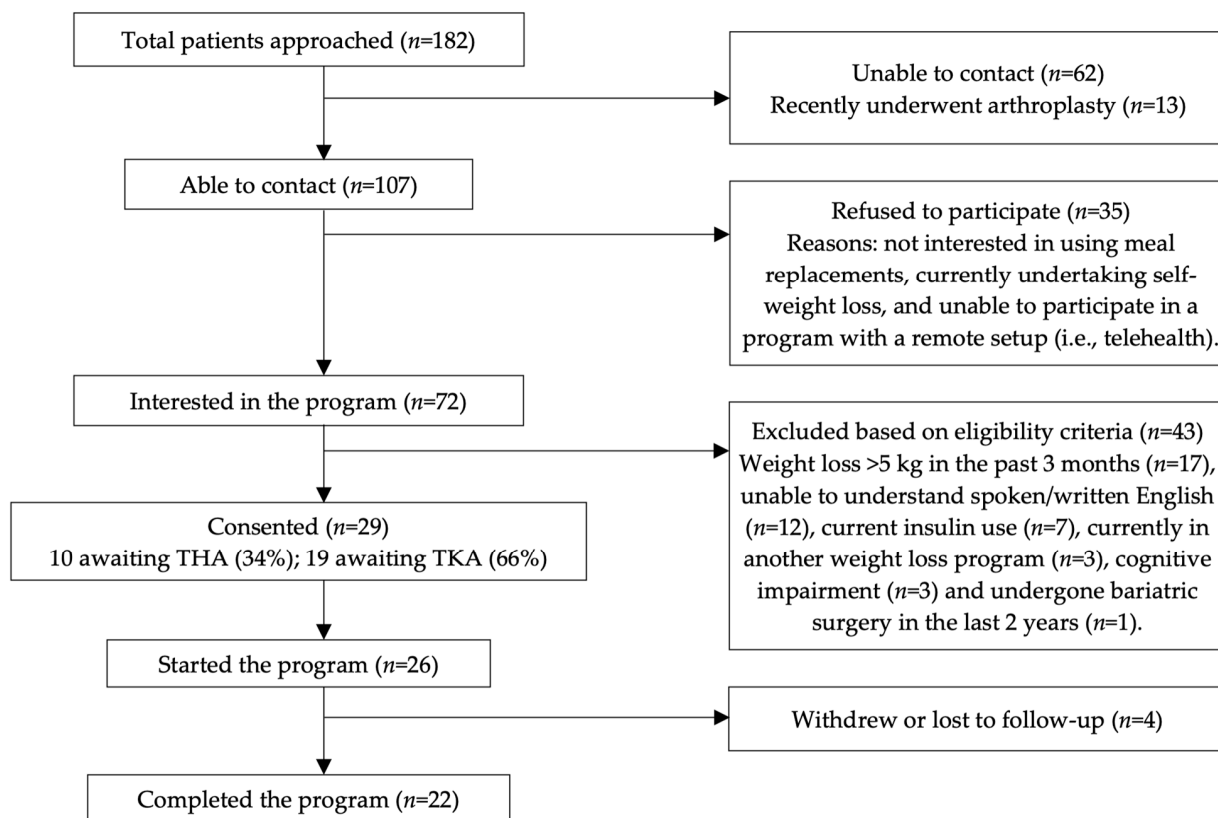 Total patients approached (n=182)
Unable to contact (n=62)
Recently underwent arthroplasty (n=13)
Able to contact (n=107)
Refused to participate (n=35)
Reasons: not interested in using meal
replacements, currently undertaking self-
weight loss, and unable to participate in a
program with a remote setup (i.e., telehealth).
Interested in the program (n=72)
Excluded based on eligibility criteria (n=43)
Weight loss >5 kg in the past 3 months (n=17),
unable to understand spoken/written English
(n=12), current insulin use (n=7), currently in
another weight loss program (n=3), cognitive
impairment (n=3) and undergone bariatric
surgery in the last 2 years (n=1).
Consented (n=29)
10 awaiting THA (34%); 19 awaiting TKA (66%)
Started the program (n=26)
Withdrew or lost to follow-up (n=4)
Completed the program (n=22)